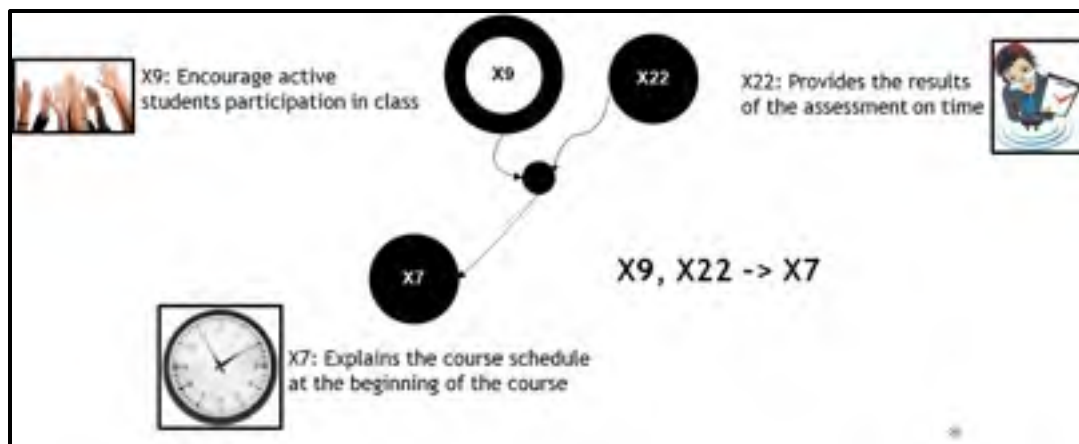 X9: Encourage active
students participation in class
X9
X22
X22: Provides the results
of the assessment on time
X7
X9, X22 -> X7
X7: Explains the course schedule
at the beginning of the course